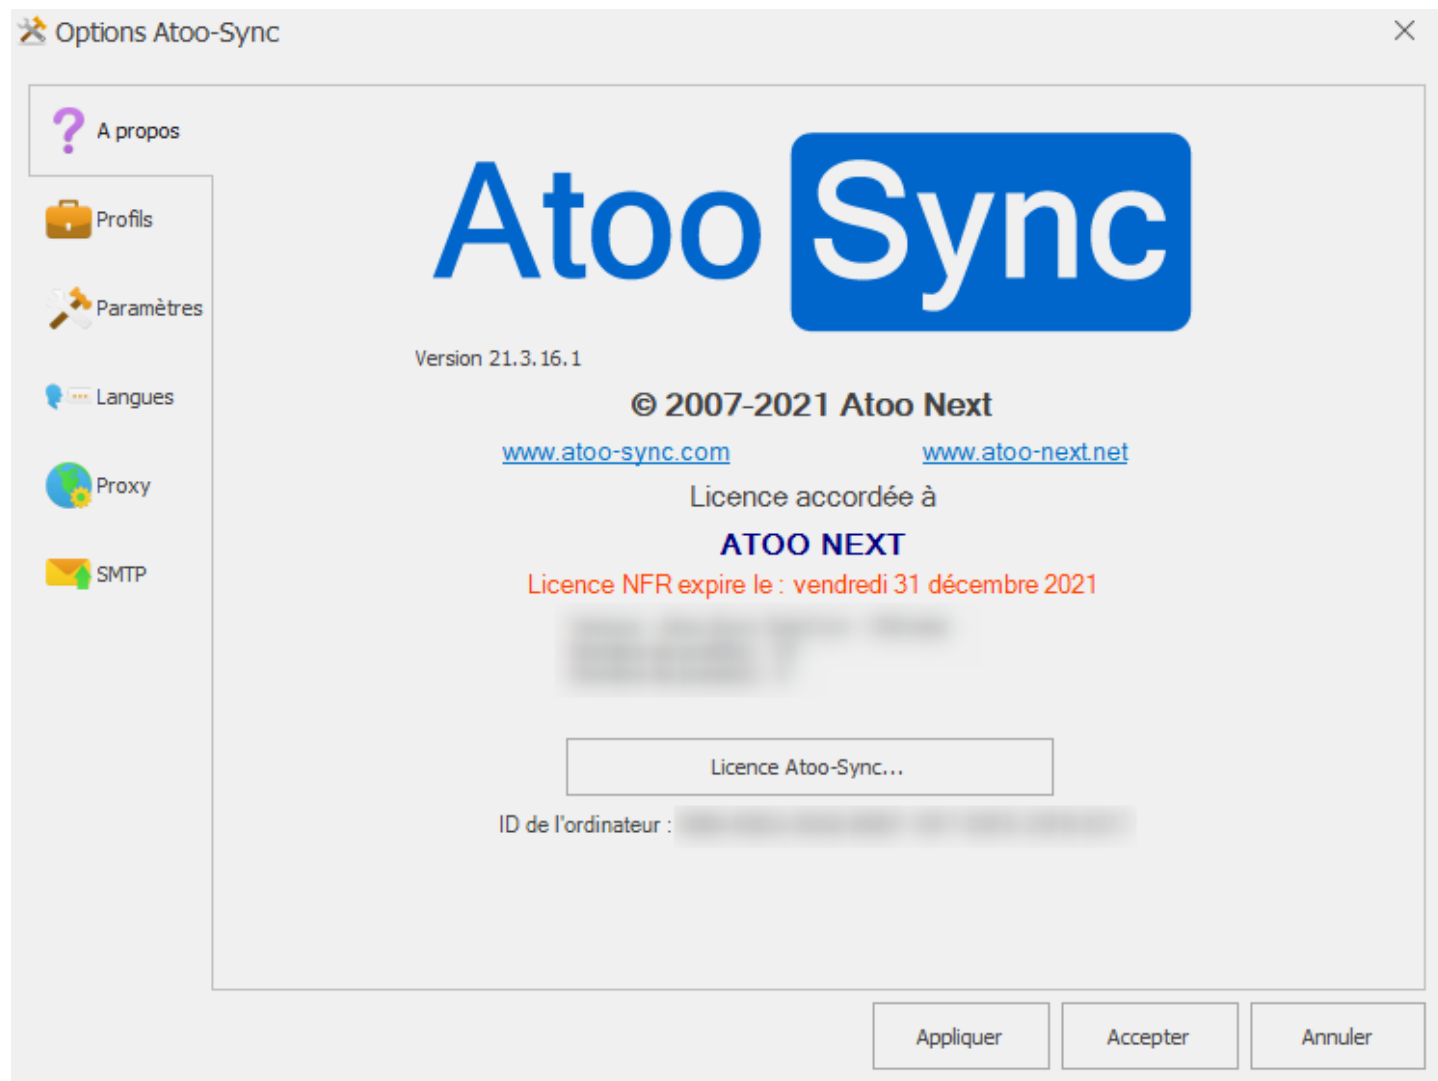 Options Atoo-Sync
A propos
Profils
Paramètres
Langues
Proxy
SMTP
Atoo Sync
Version 21.3.16.1
© 2007-2021 Atoo Next
www.atoo-sync.com www.atoo-next.net
Licence accordée à
ATOO NEXT
Licence NFR expire le : vendredi 31 décembre 2021
Licence Atoo-Sync...
ID de l'ordinateur :
Appliquer Accepter Annuler